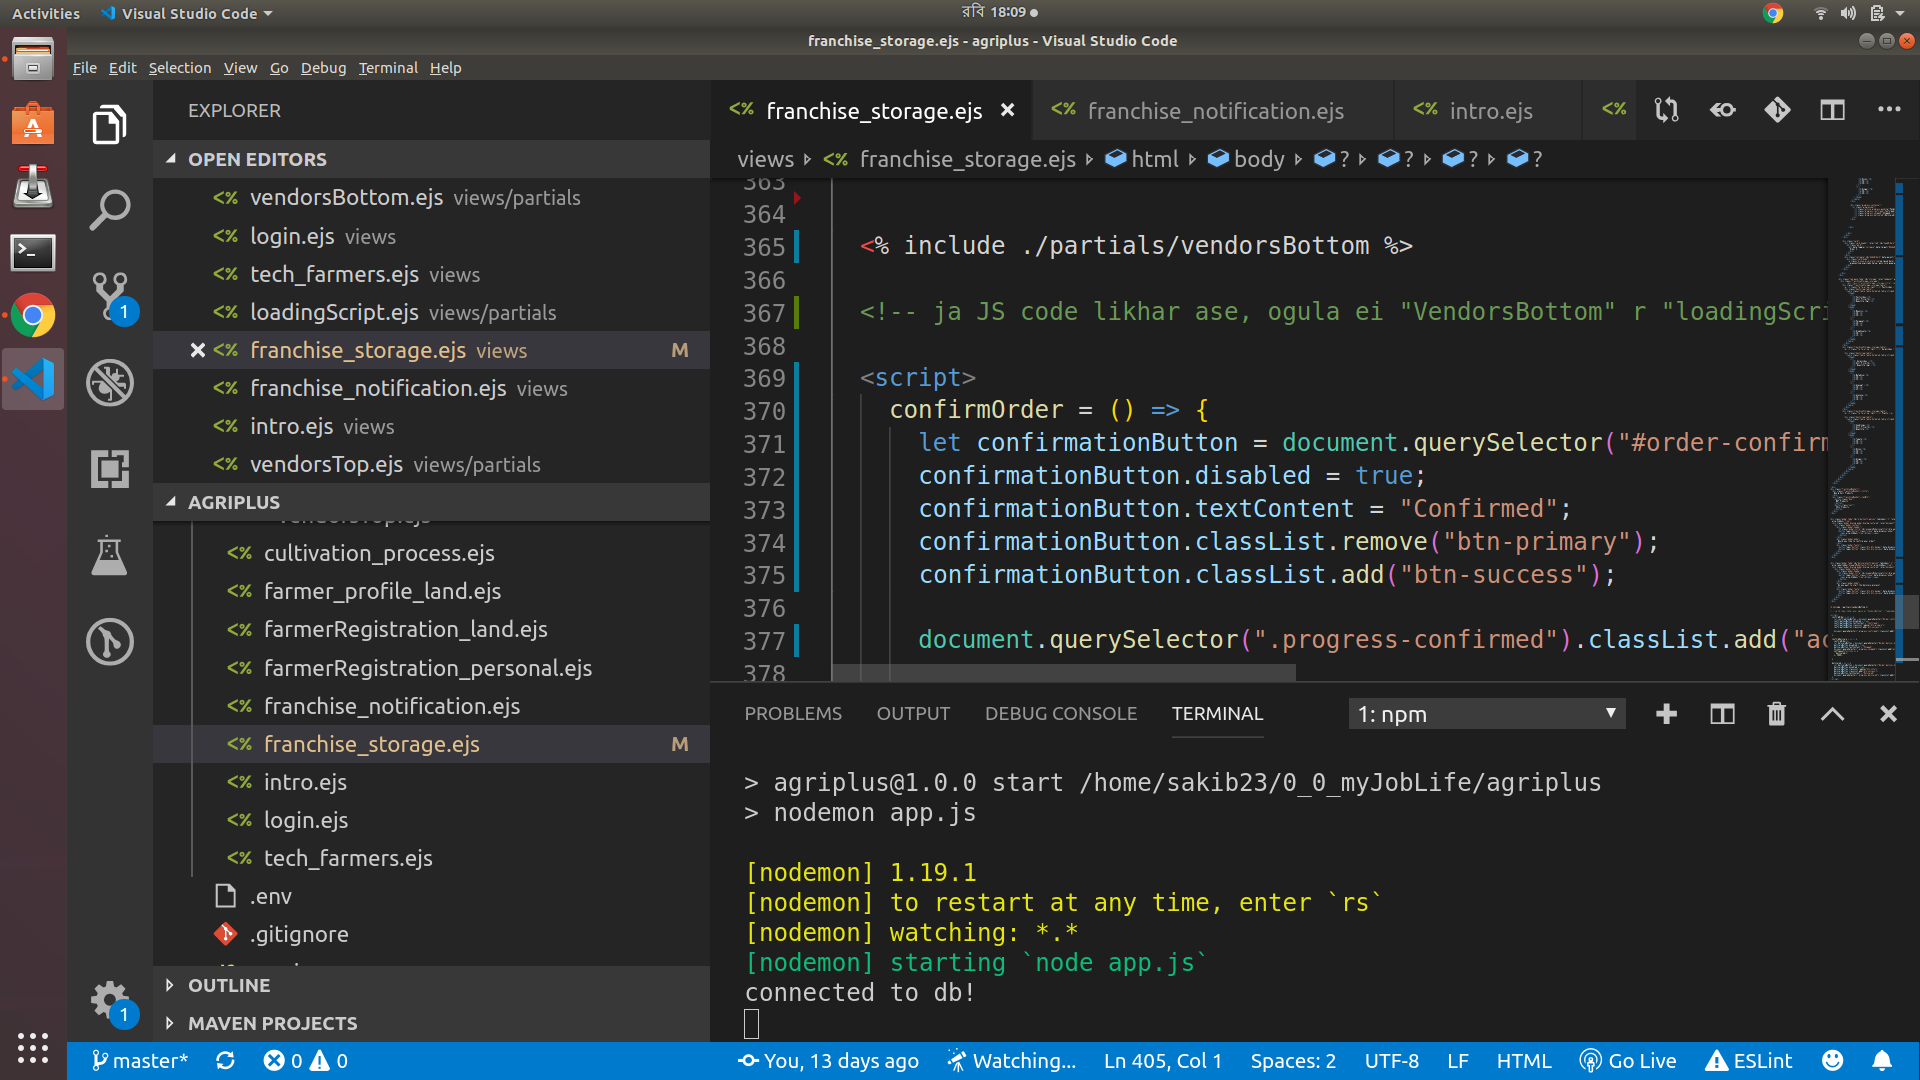 Activities Visual Studio Code রবি 18:09
franchise_storage.ejs - agriplus - Visual Studio Code
File Edit Selection View Go Debug Terminal Help
EXPLORER
OPEN EDITORS
<% vendorsBottom.ejs views/partials
<% login.ejs views
<% tech_farmers.ejs views
<% loadingScript.ejs views/partials
<% franchise_storage.ejs views M
<% franchise_notification.ejs views
<% intro.ejs views
<% vendorsTop.ejs views/partials
AGRIPLUS
<% cultivation_process.ejs
<% farmer_profile_land.ejs
<% farmerRegistration_land.ejs
<% farmerRegistration_personal.ejs
<% franchise_notification.ejs
<% franchise_storage.ejs M
<% intro.ejs
<% login.ejs
<% tech_farmers.ejs
.env
.gitignore
OUTLINE
MAVEN PROJECTS
1
1
<% franchise_storage.ejs <% franchise_notification.ejs <% intro.ejs <%
views <% franchise_storage.ejs html body ? ? ? ?
363
364
365 <% include ./partials/vendorsBottom %>
366
367 <!-- ja JS code likhar ase, ogula ei "VendorsBottom" r "loadingScri
368
369 <script>
370 confirmOrder = () => {
371 let confirmationButton = document.querySelector("#order-confirm
372 confirmationButton.disabled = true;
373 confirmationButton.textContent = "Confirmed";
374 confirmationButton.classList.remove("btn-primary");
375 confirmationButton.classList.add("btn-success");
376
377 document.querySelector(".progress-confirmed").classList.add("ac
378
PROBLEMS OUTPUT DEBUG CONSOLE TERMINAL 1: npm
> agriplus@1.0.0 start /home/sakib23/0_0_myJobLife/agriplus
> nodemon app.js
[nodemon] 1.19.1
[nodemon] to restart at any time, enter `rs`
[nodemon] watching: *.*
[nodemon] starting `node app.js`
connected to db!
master* 0 0 You, 13 days ago Watching... Ln 405, Col 1 Spaces: 2 UTF-8 LF HTML Go Live ESLint